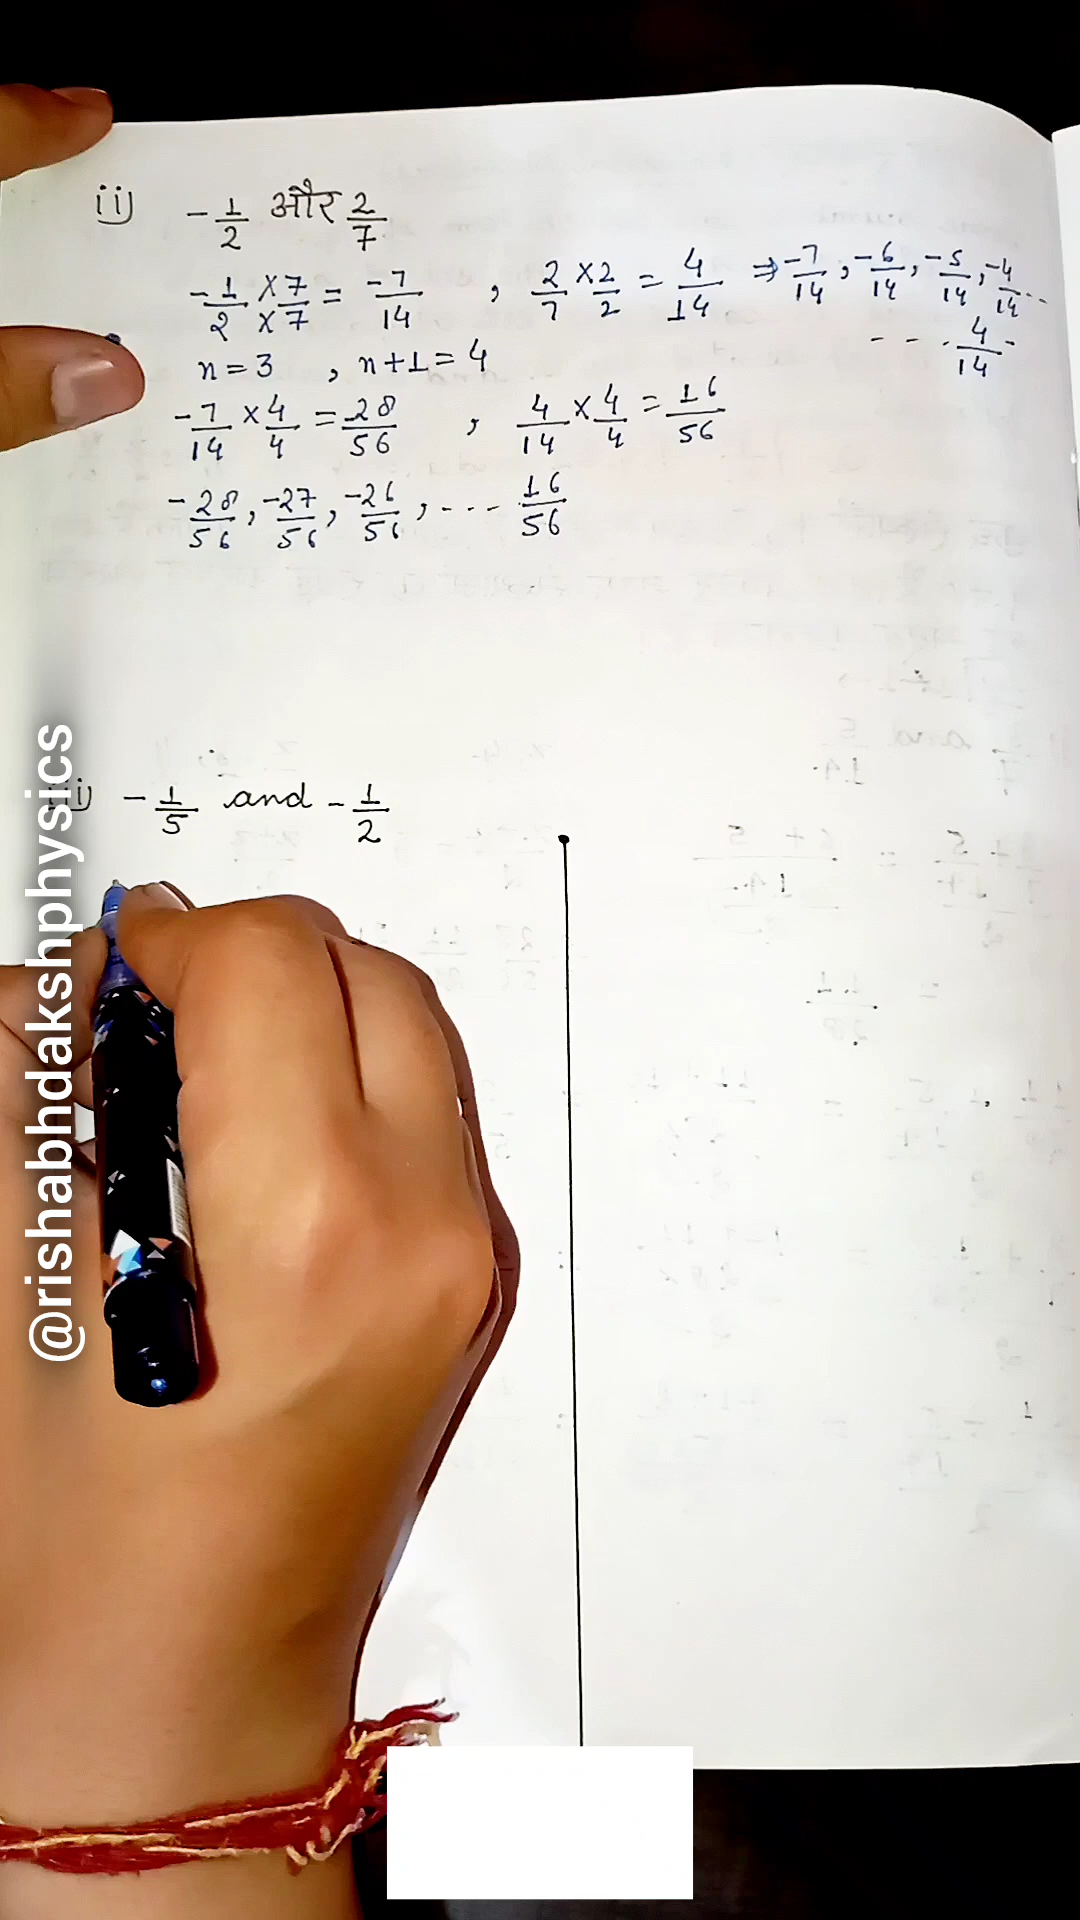 ii) -1/2 और 2/7
-1/2 ×7/×7 = -7/14 , 2/7 ×2/2 = 4/14 ⇒ -7/14, -6/14, -5/14, -4/14 ...
- - . 4/14 -
n = 3 , n+1 = 4
-7/14 × 4/4 = 28/56 , 4/14 × 4/4 = 16/56
-28/56, -27/56, -26/56, .... 16/56
-1/5 and -1/2
@rishabhdakshphysics